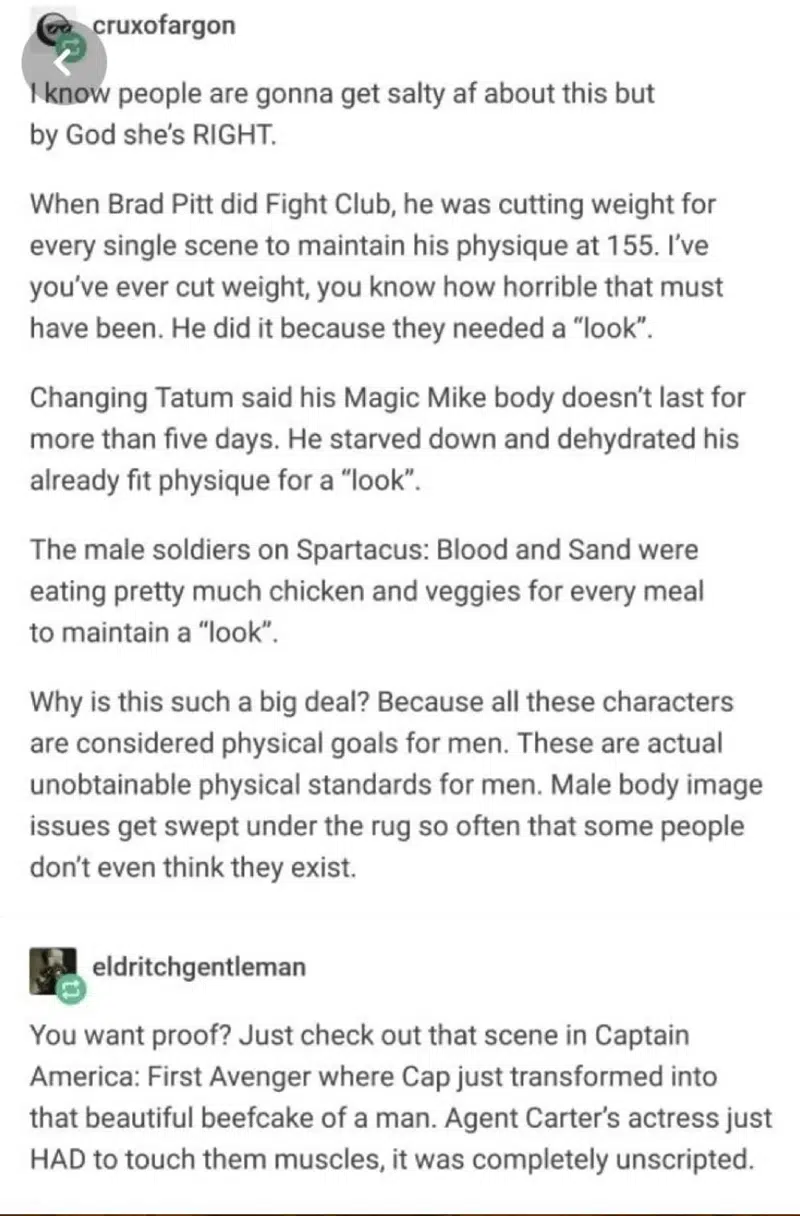 cruxofargon
I know people are gonna get salty af about this but
by God she's RIGHT.
When Brad Pitt did Fight Club, he was cutting weight for
every single scene to maintain his physique at 155. I've
you've ever cut weight, you know how horrible that must
have been. He did it because they needed a “look”.
Changing Tatum said his Magic Mike body doesn't last for
more than five days. He starved down and dehydrated his
already fit physique for a “look”.
The male soldiers on Spartacus: Blood and Sand were
eating pretty much chicken and veggies for every meal
to maintain a “look”.
Why is this such a big deal? Because all these characters
are considered physical goals for men. These are actual
unobtainable physical standards for men. Male body image
issues get swept under the rug so often that some people
don't even think they exist.
eldritchgentleman
You want proof? Just check out that scene in Captain
America: First Avenger where Cap just transformed into
that beautiful beefcake of a man. Agent Carter's actress just
HAD to touch them muscles, it was completely unscripted.